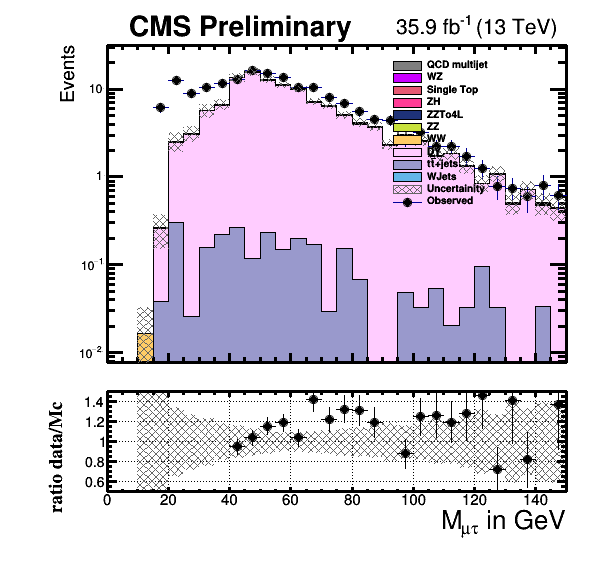 CMS Preliminary 35.9 fb⁻¹ (13 TeV)
Events
10
1
10⁻¹
10⁻²
QCD multijet
WZ
Single Top
ZH
ZZTo4L
ZZ
WW
tt+jets
WJets
Uncertainity
Observed
ratio data/Mc
1.4
1.2
1
0.8
0.6
0 20 40 60 80 100 120 140
Mμτ in GeV